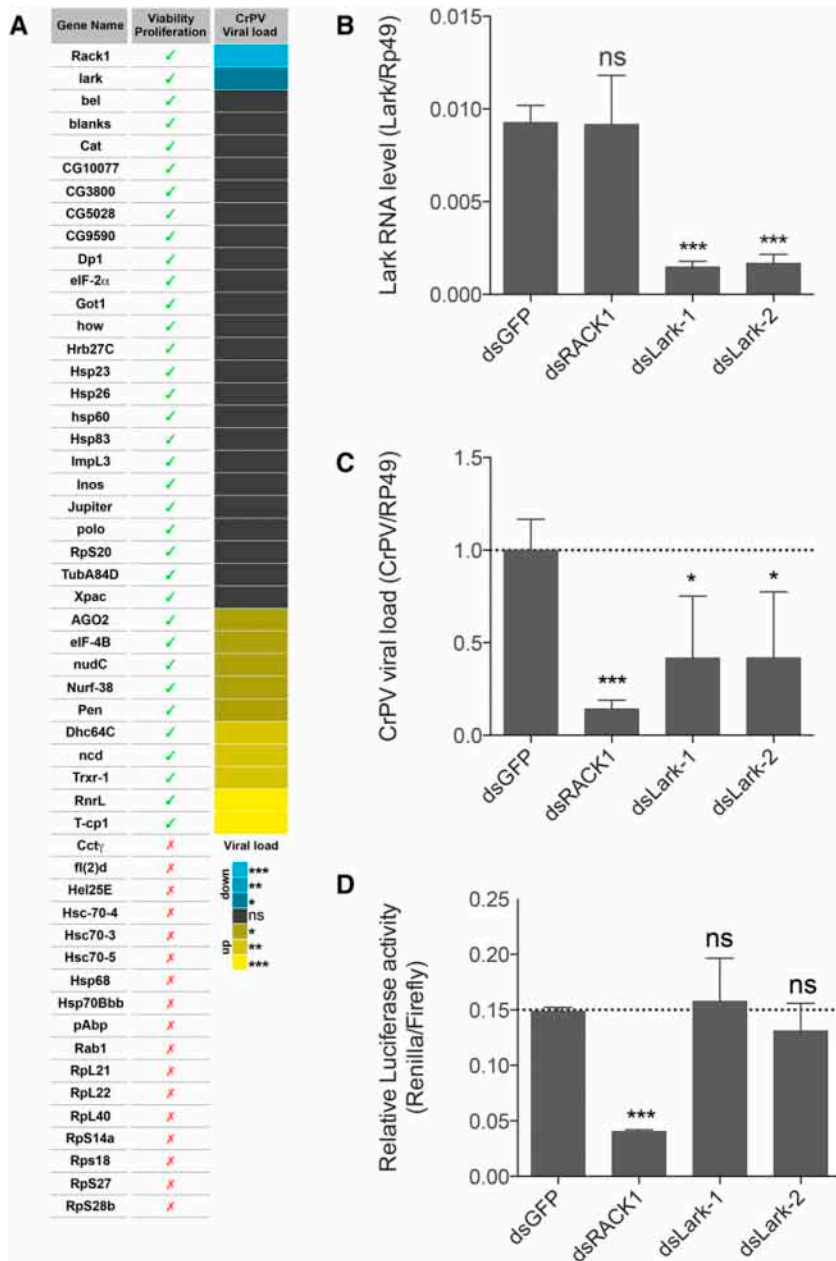 A
Gene Name
Viability Proliferation
CrPV Viral load
Rack1 ✓
lark ✓
bel ✓
blanks ✓
Cat ✓
CG10077 ✓
CG3800 ✓
CG5028 ✓
CG9590 ✓
Dp1 ✓
eIF-2α ✓
Got1 ✓
how ✓
Hrb27C ✓
Hsp23 ✓
Hsp26 ✓
hsp60 ✓
Hsp83 ✓
ImpL3 ✓
Inos ✓
Jupiter ✓
polo ✓
RpS20 ✓
TubA84D ✓
Xpac ✓
AGO2 ✓
eIF-4B ✓
nudC ✓
Nurf-38 ✓
Pen ✓
Dhc64C ✓
ncd ✓
Trxr-1 ✓
RnrL ✓
T-cp1 ✓
Cctγ ✗
fl(2)d ✗
Hel25E ✗
Hsc-70-4 ✗
Hsc70-3 ✗
Hsc70-5 ✗
Hsp68 ✗
Hsp70Bbb ✗
pAbp ✗
Rab1 ✗
RpL21 ✗
RpL22 ✗
RpL40 ✗
RpS14a ✗
Rps18 ✗
RpS27 ✗
RpS28b ✗
Viral load
down
***
**
*
ns
up
*
**
***
B
Lark RNA level (Lark/Rp49)
0.015
0.010
0.005
0.000
ns
***
***
dsGFP
dsRACK1
dsLark-1
dsLark-2
C
CrPV viral load (CrPV/RP49)
1.5
1.0
0.5
0.0
***
*
*
dsGFP
dsRACK1
dsLark-1
dsLark-2
D
Relative Luciferase activity
(Renilla/Firefly)
0.25
0.20
0.15
0.10
0.05
0.00
***
ns
ns
dsGFP
dsRACK1
dsLark-1
dsLark-2